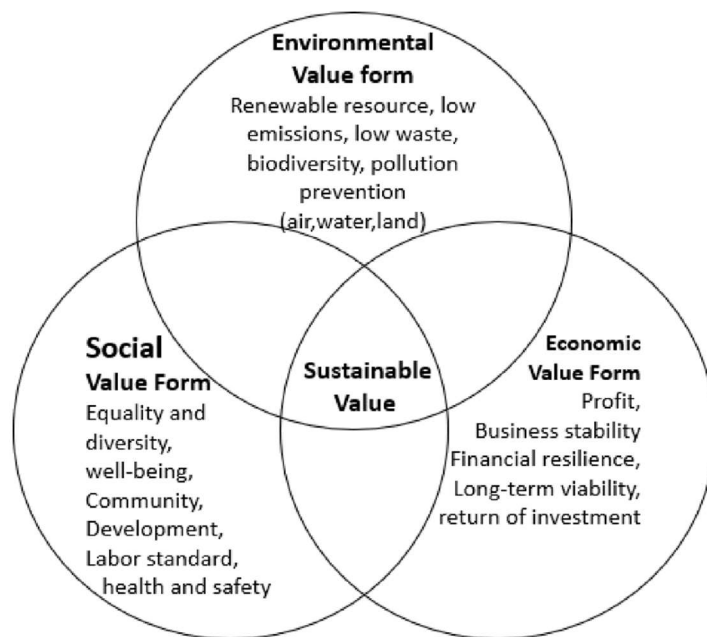 Environmental
Value form
Renewable resource, low
emissions, low waste,
biodiversity, pollution
prevention
(air,water,land)
Social
Value Form
Equality and
diversity,
well-being,
Community,
Development,
Labor standard,
health and safety
Sustainable
Value
Economic
Value Form
Profit,
Business stability
Financial resilience,
Long-term viability,
return of investment